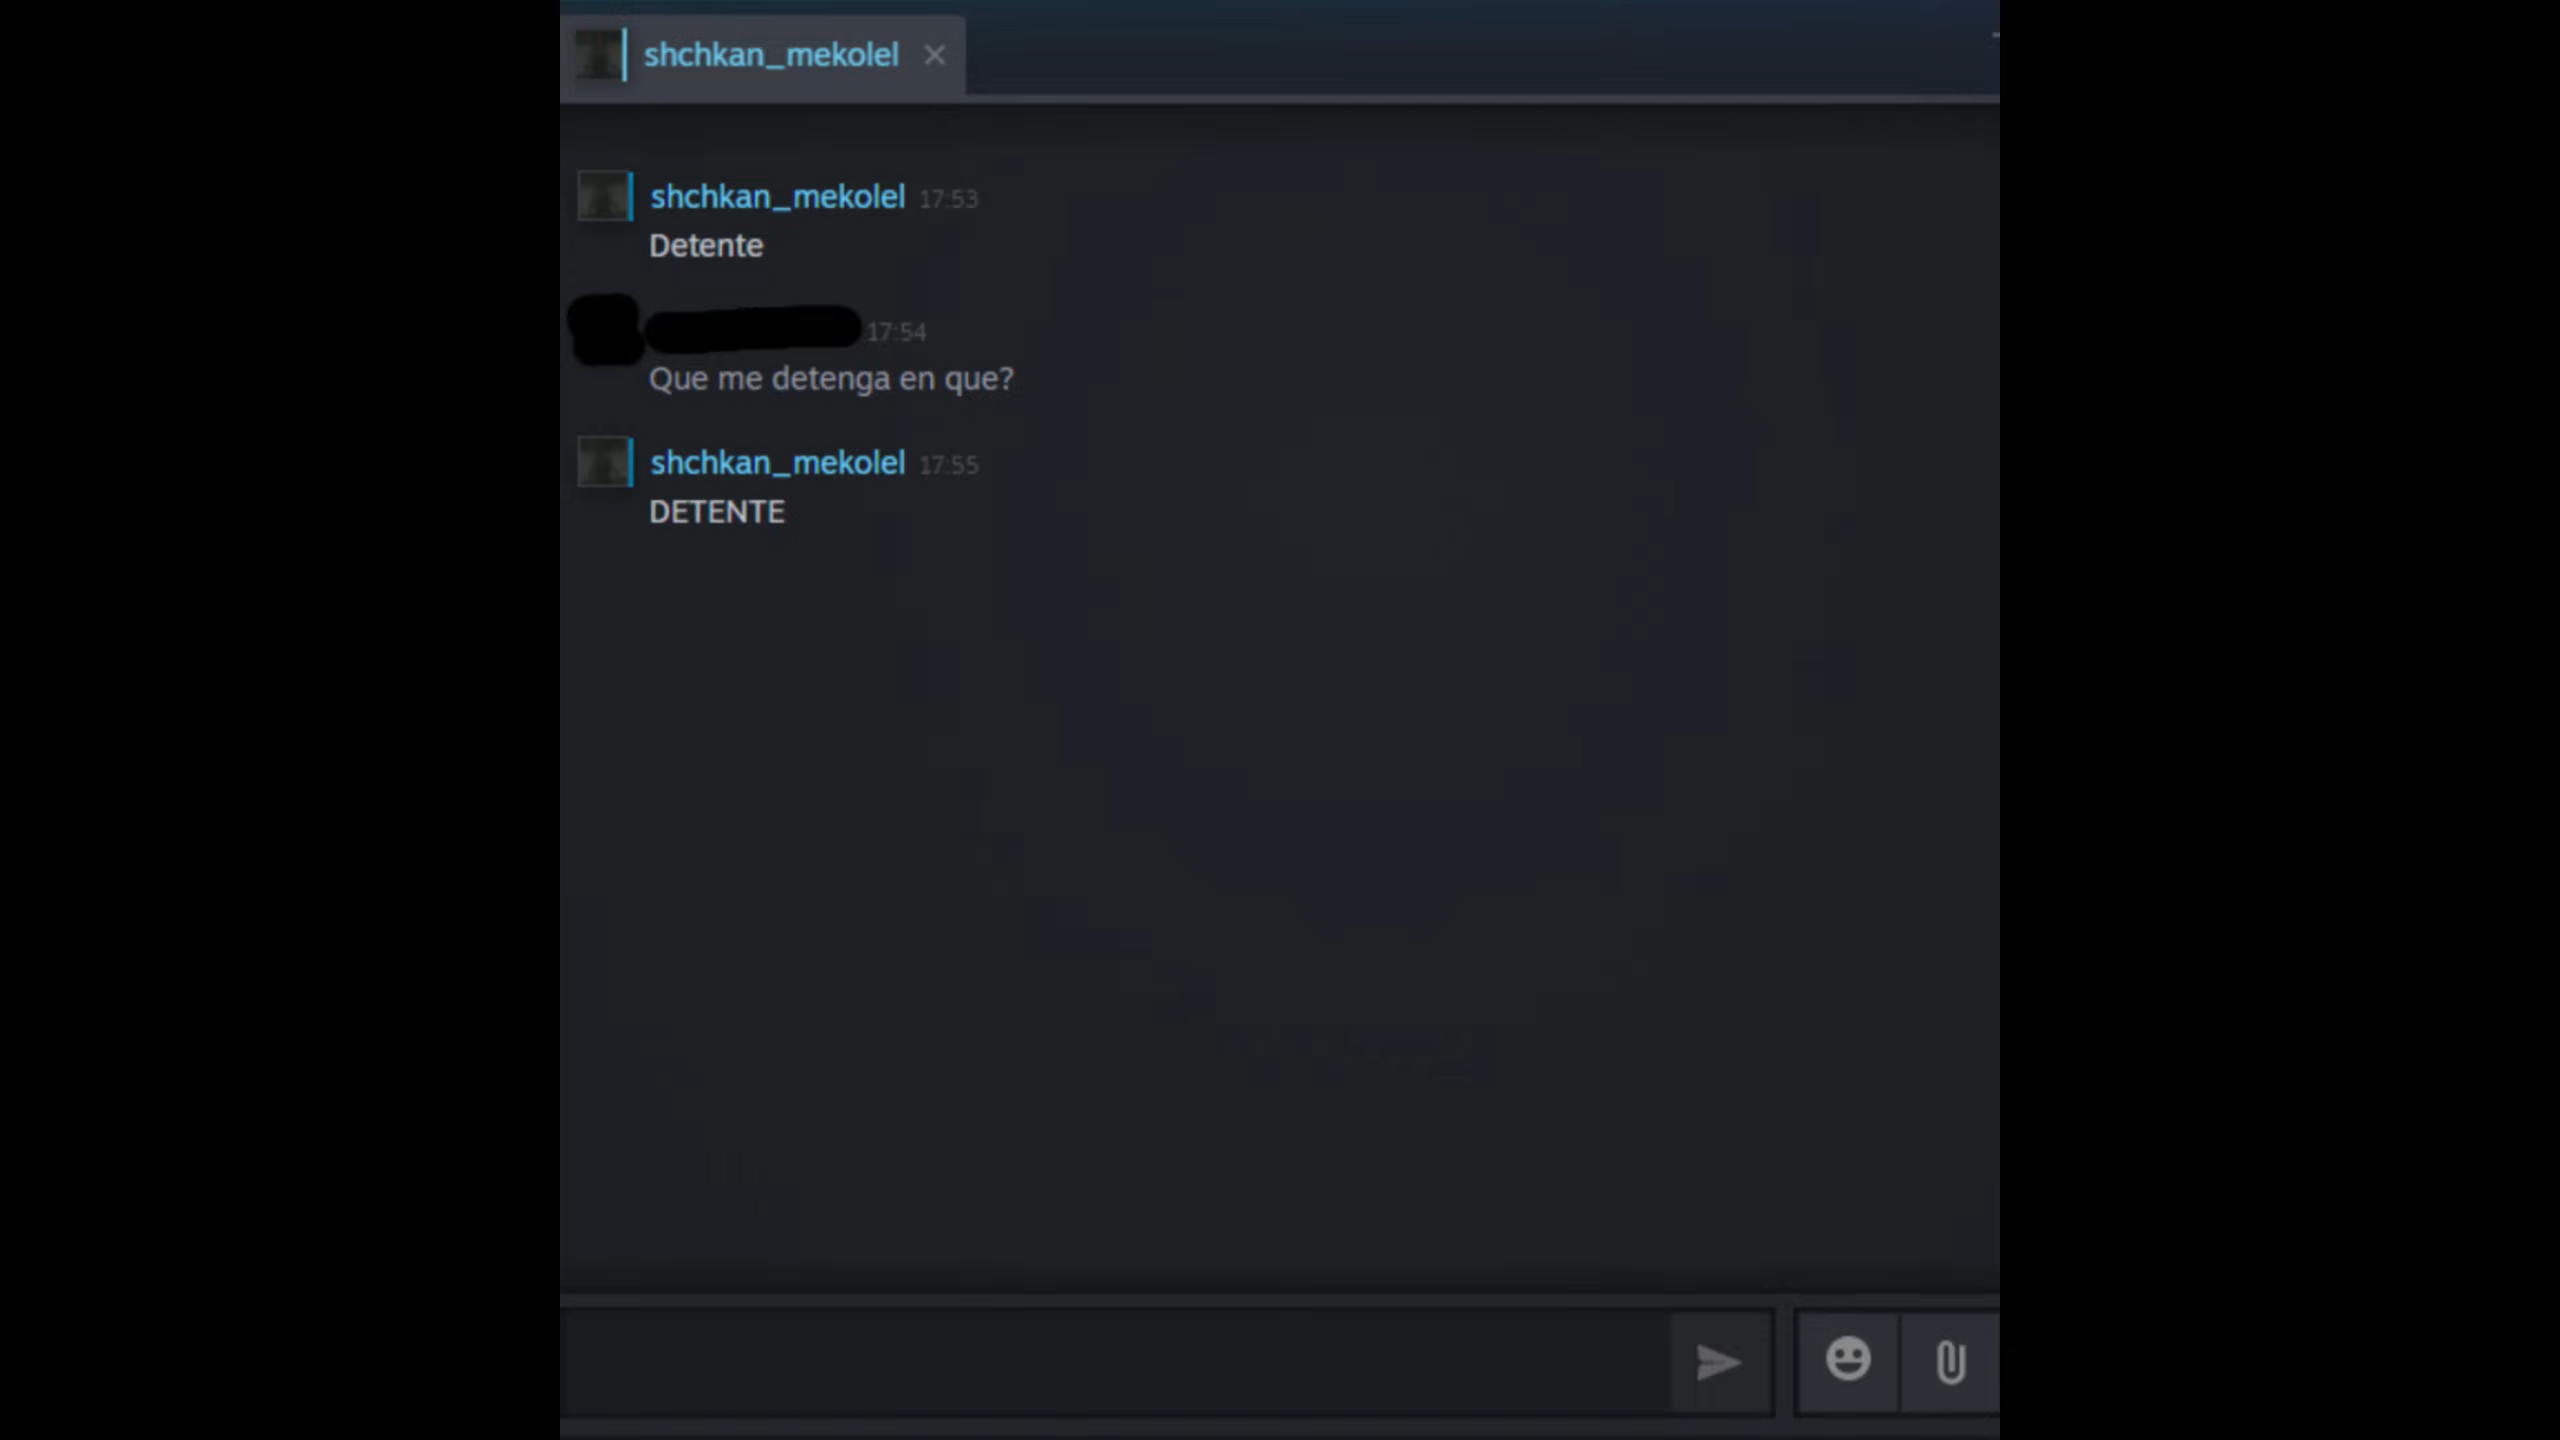 shchkan_mekolel
shchkan_mekolel 17:53
Detente
17:54
Que me detenga en que?
shchkan_mekolel 17:55
DETENTE